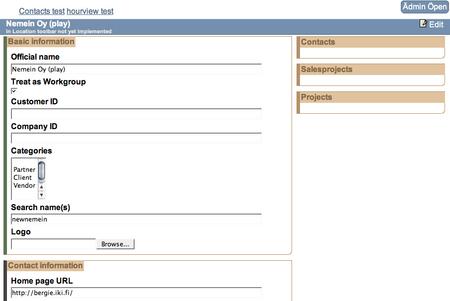 Contacts test hourview test
Admin Open
Nemein Oy (play)
in Location toolbar not yet implemented
Edit
Basic information
Official name
Nemein Oy (play)
Treat as Workgroup
Customer ID
Company ID
Categories
Partner
Client
Vendor
Search name(s)
newnemein
Logo
Browse...
Contact information
Home page URL
http://bergie.iki.fi/
Contacts
Salesprojects
Projects